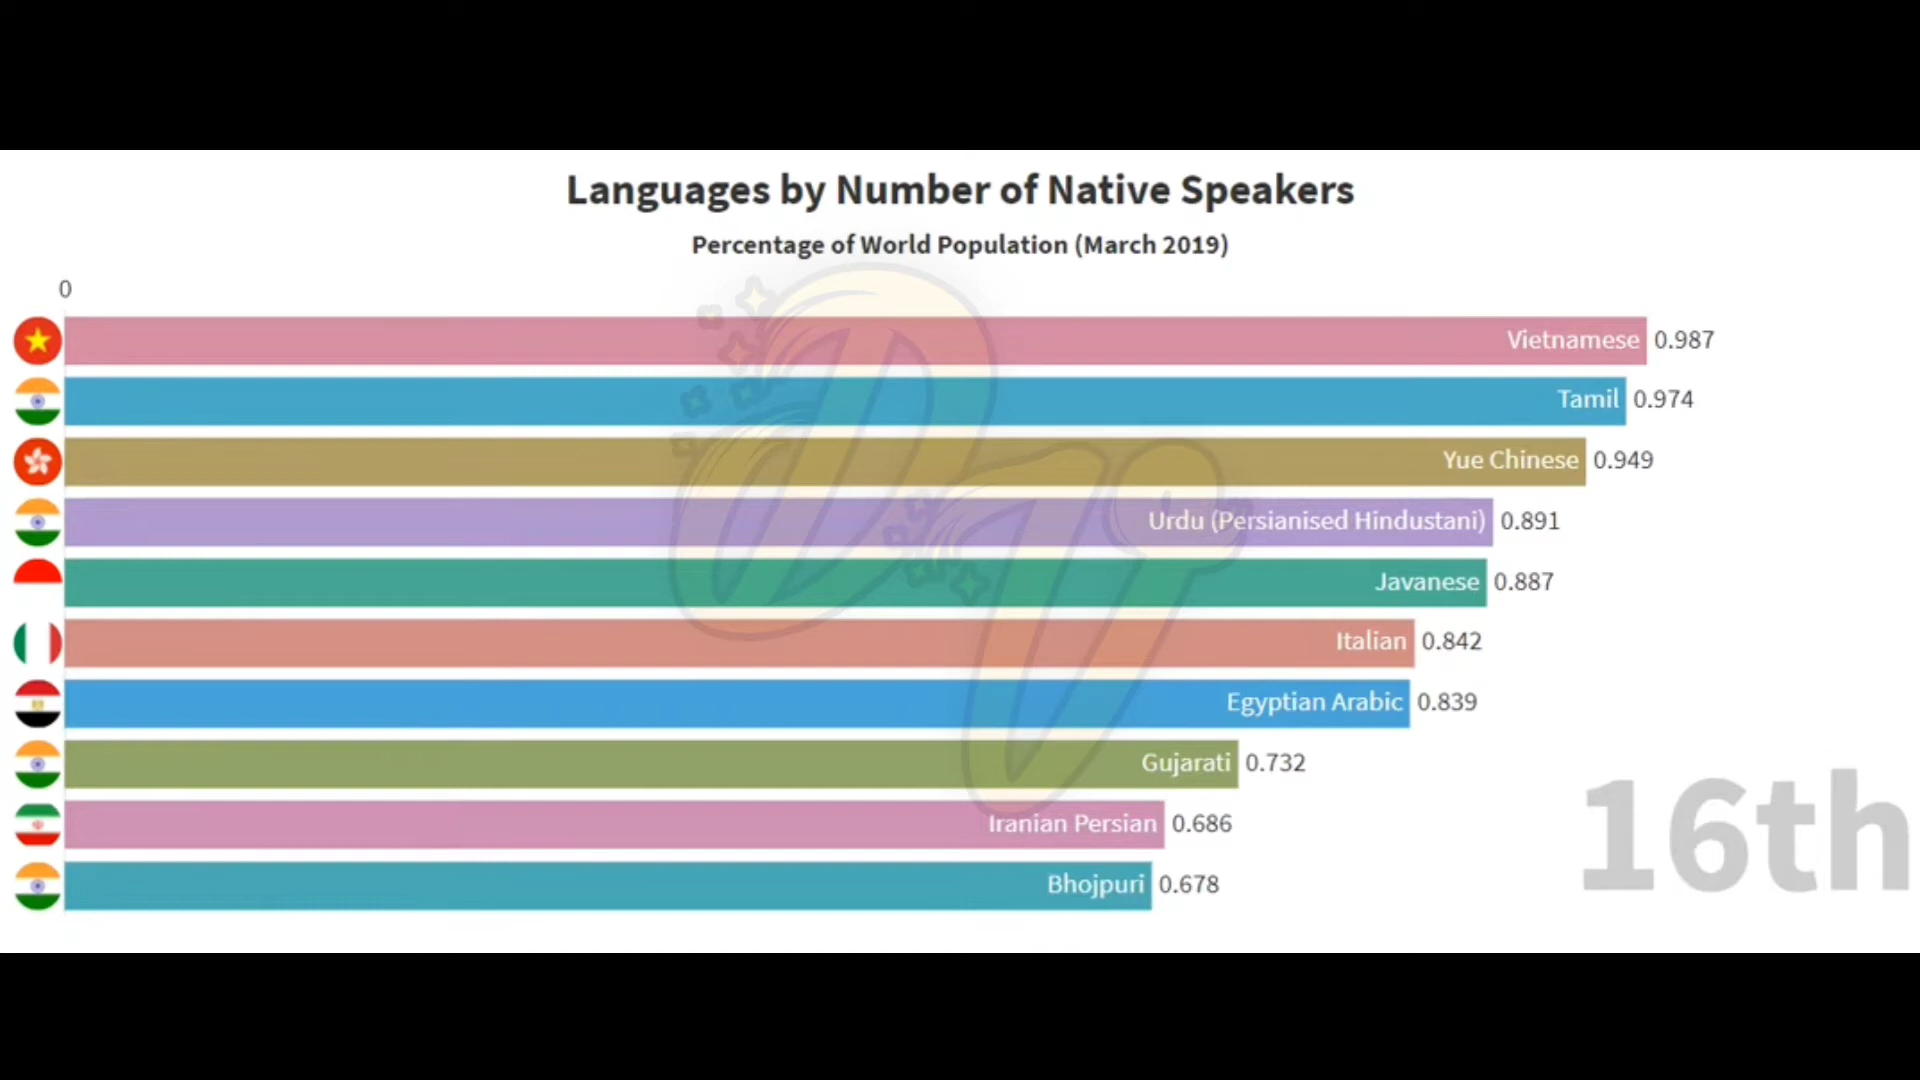 Languages by Number of Native Speakers
Percentage of World Population (March 2019)
0
Vietnamese 0.987
Tamil 0.974
Yue Chinese 0.949
Urdu (Persianised Hindustani) 0.891
Javanese 0.887
Italian 0.842
Egyptian Arabic 0.839
Gujarati 0.732
Iranian Persian 0.686
Bhojpuri 0.678
16th